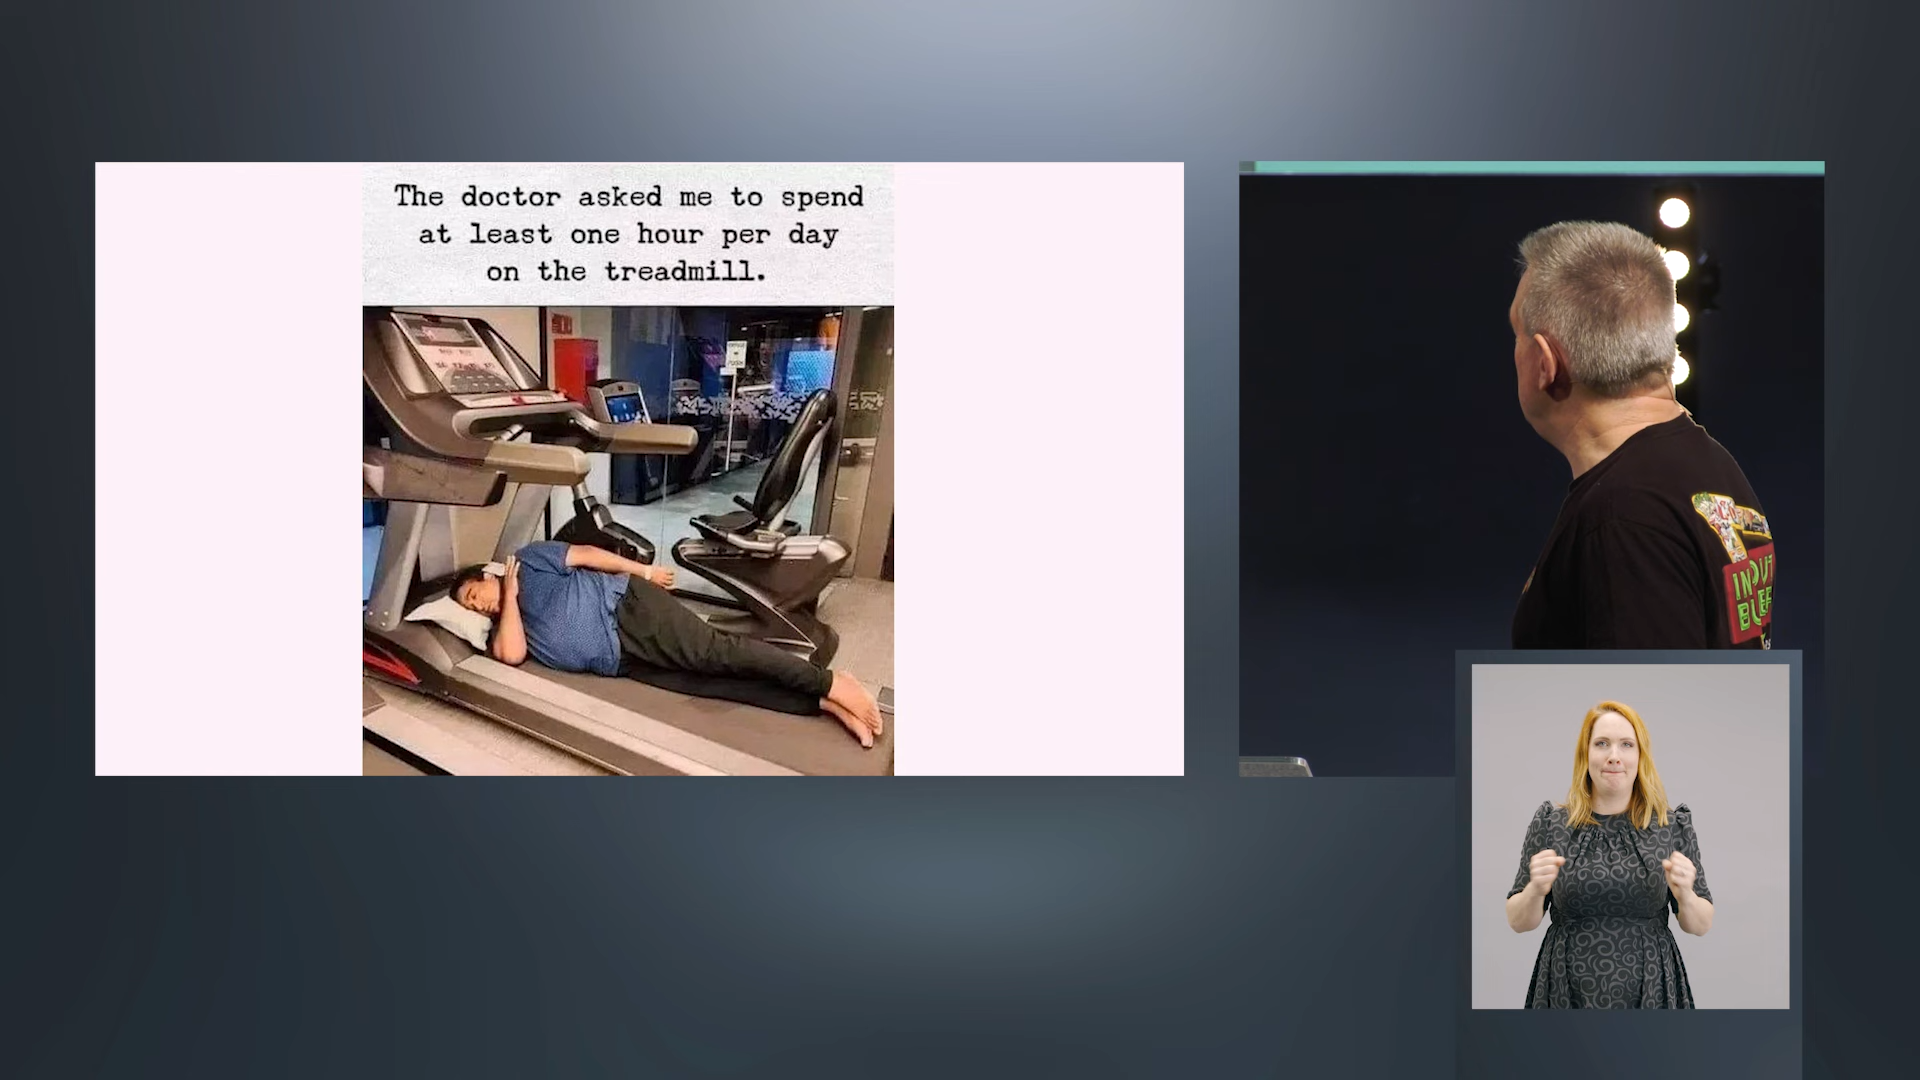 The doctor asked me to spend
at least one hour per day
on the treadmill.